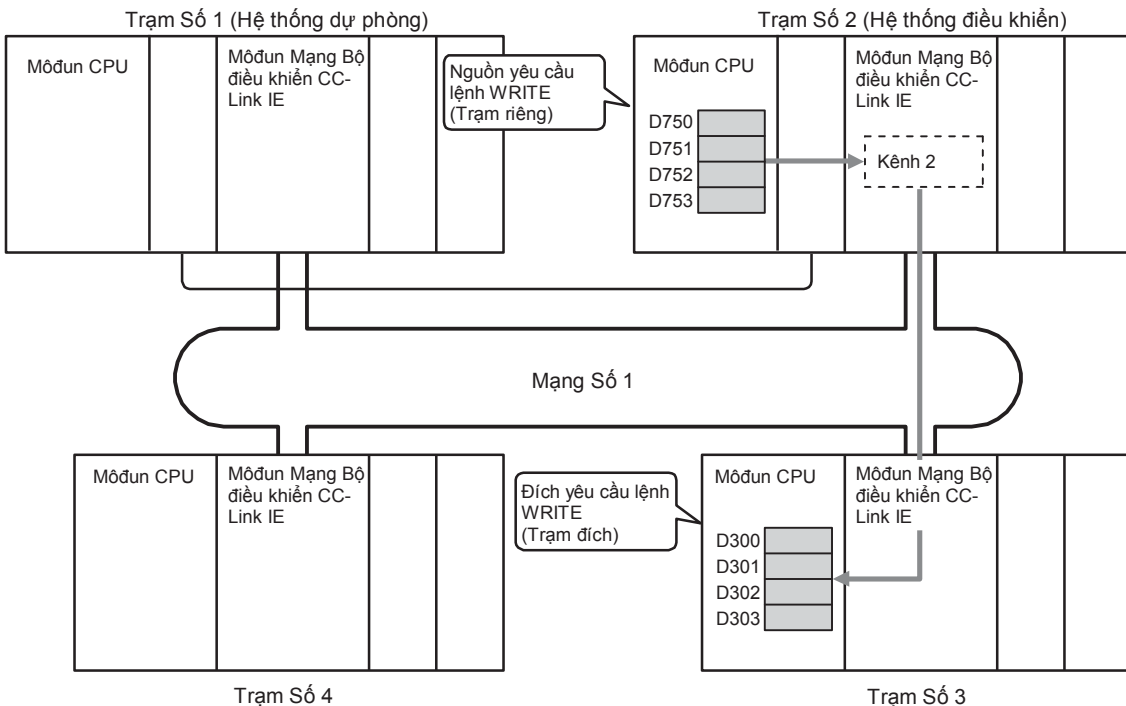 Trạm Số 1 (Hệ thống dự phòng)
Môđun CPU
Môđun Mạng Bộ
điều khiển CC-
Link IE
Trạm Số 2 (Hệ thống điều khiển)
Nguồn yêu cầu
lệnh WRITE
(Trạm riêng)
Môđun CPU
D750
D751
D752
D753
Môđun Mạng Bộ
điều khiển CC-
Link IE
Kênh 2
Mạng Số 1
Môđun CPU
Môđun Mạng Bộ
điều khiển CC-
Link IE
Trạm Số 4
Đích yêu cầu lệnh
WRITE
(Trạm đích)
Môđun CPU
D300
D301
D302
D303
Môđun Mạng Bộ
điều khiển CC-
Link IE
Trạm Số 3